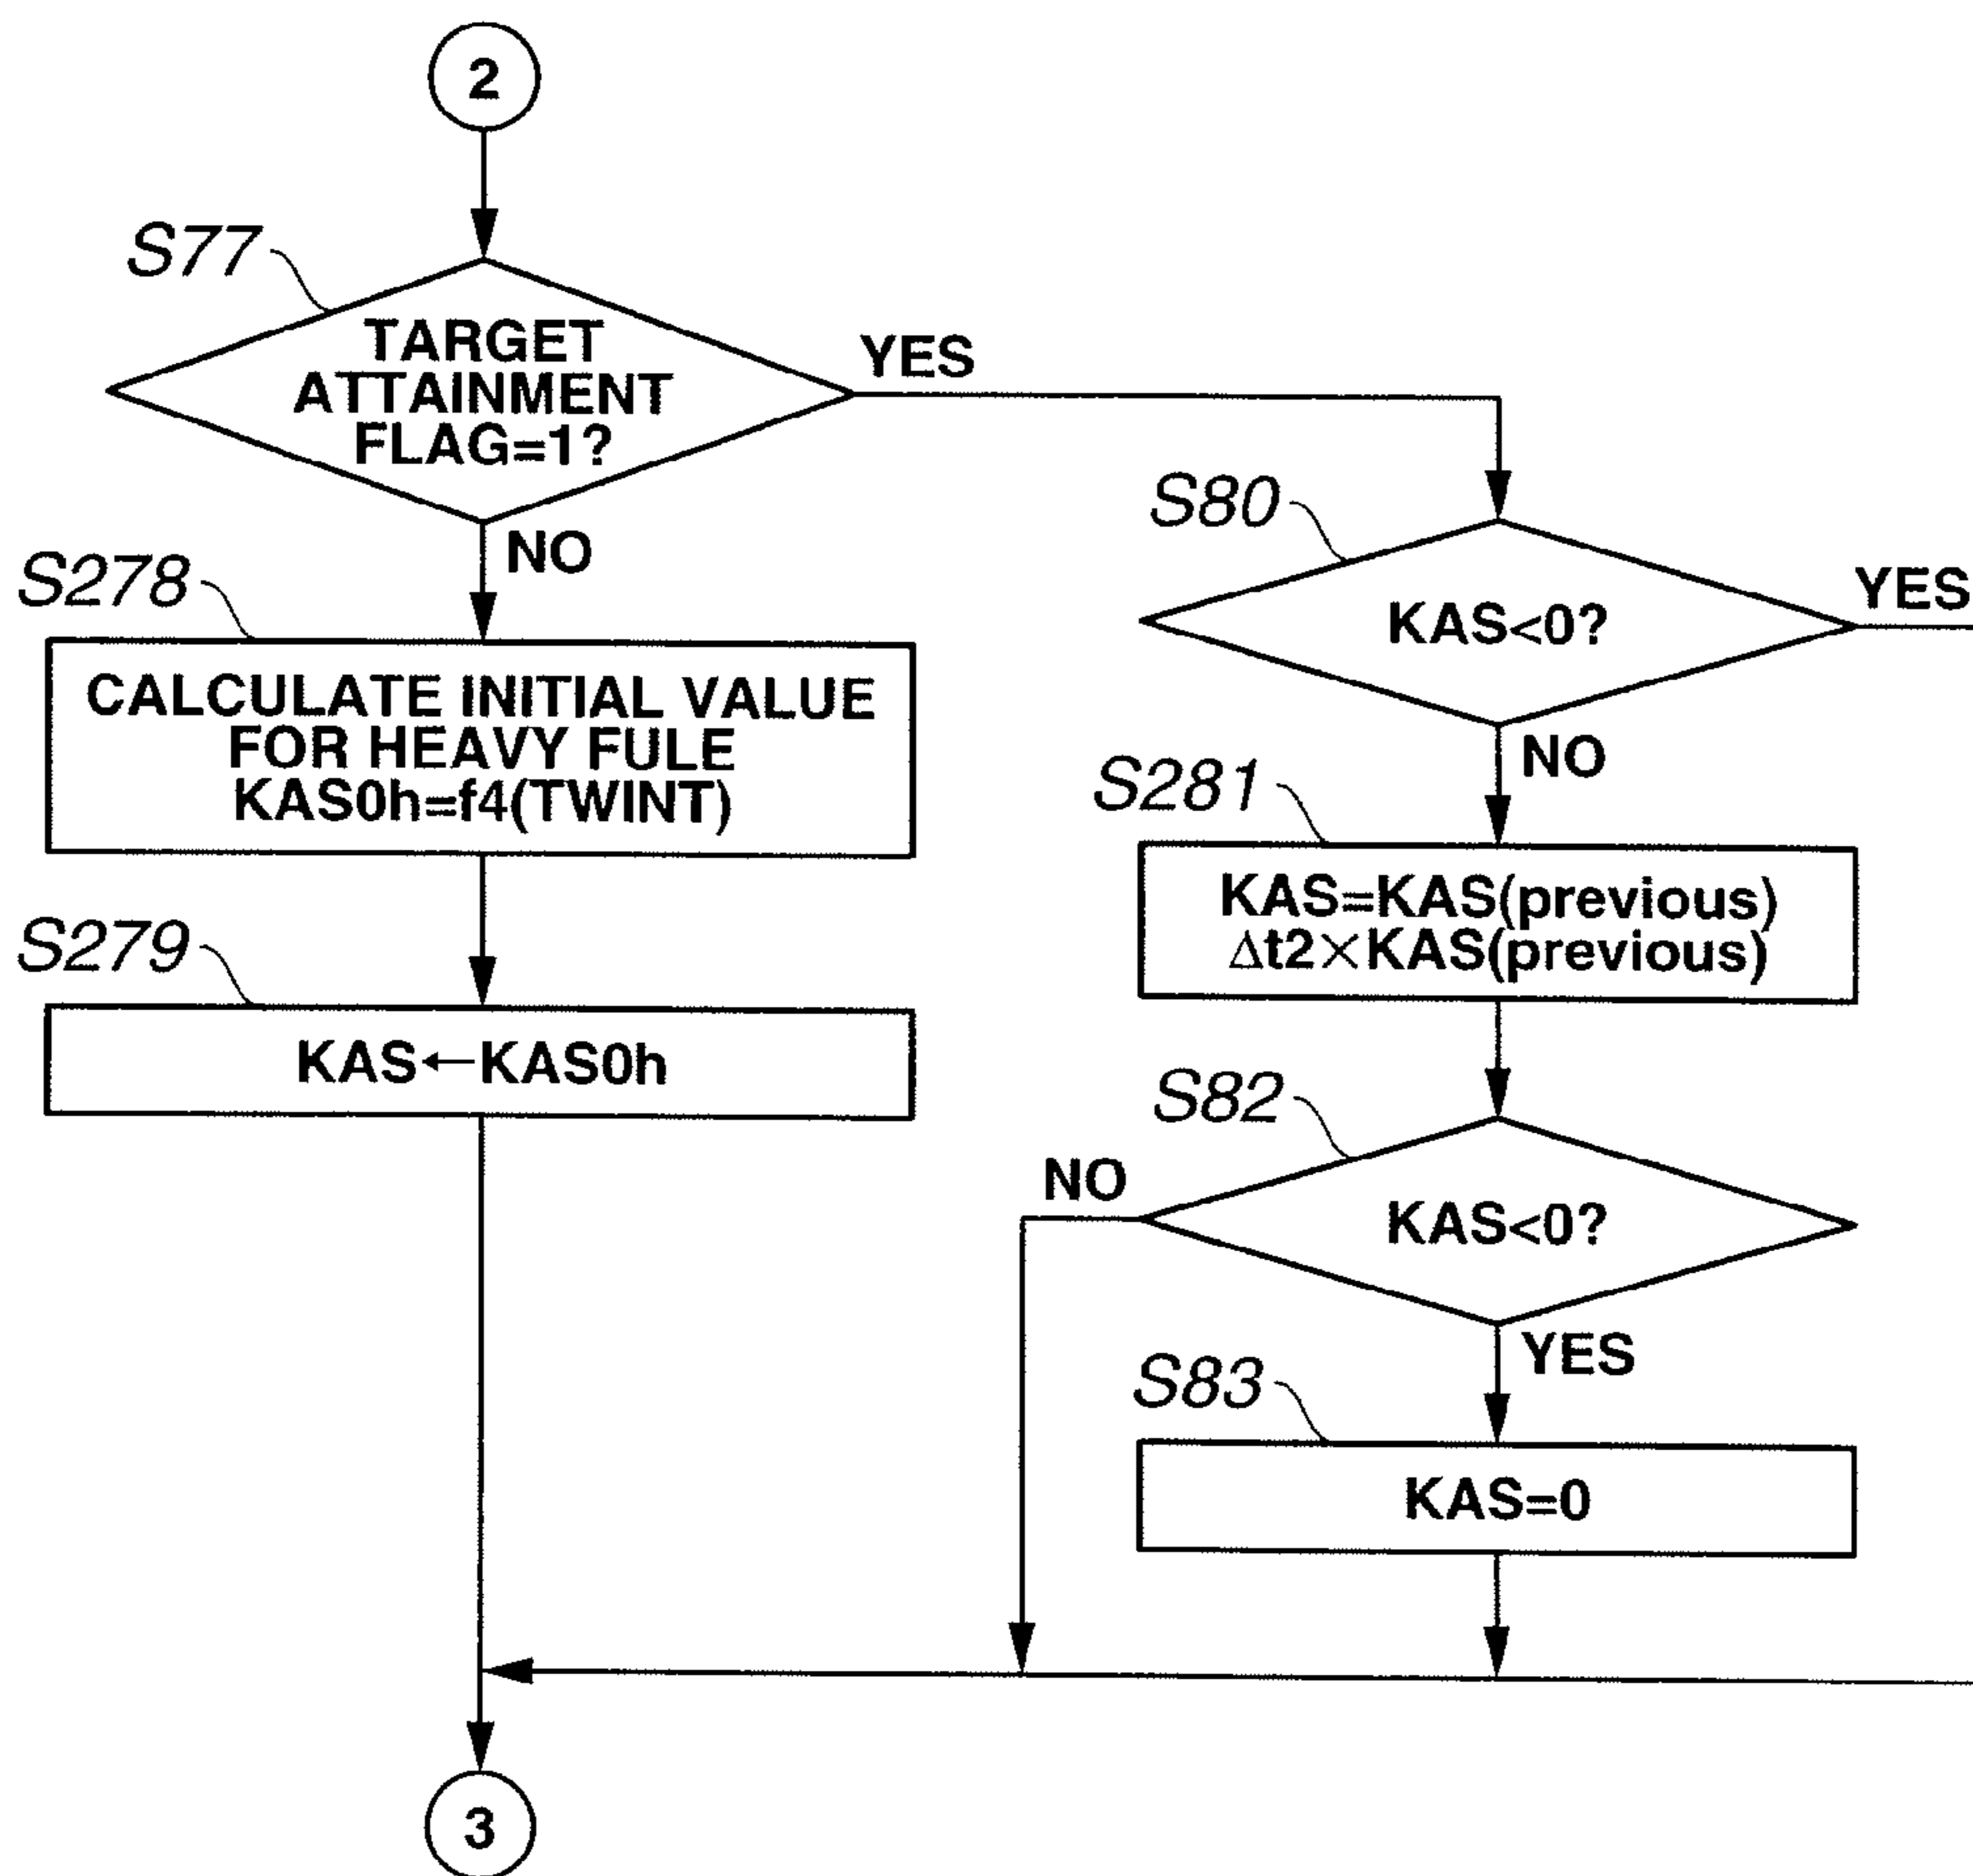 2
S77
TARGET
ATTAINMENT
FLAG=1?
YES
NO
S278
CALCULATE INITIAL VALUE
FOR HEAVY FULE
KAS0h=f4(TWINT)
S279
KAS←KAS0h
S80
KAS<0?
YES
NO
S281
KAS=KAS(previous)
Δt2×KAS(previous)
S82
KAS<0?
NO
YES
S83
KAS=0
3